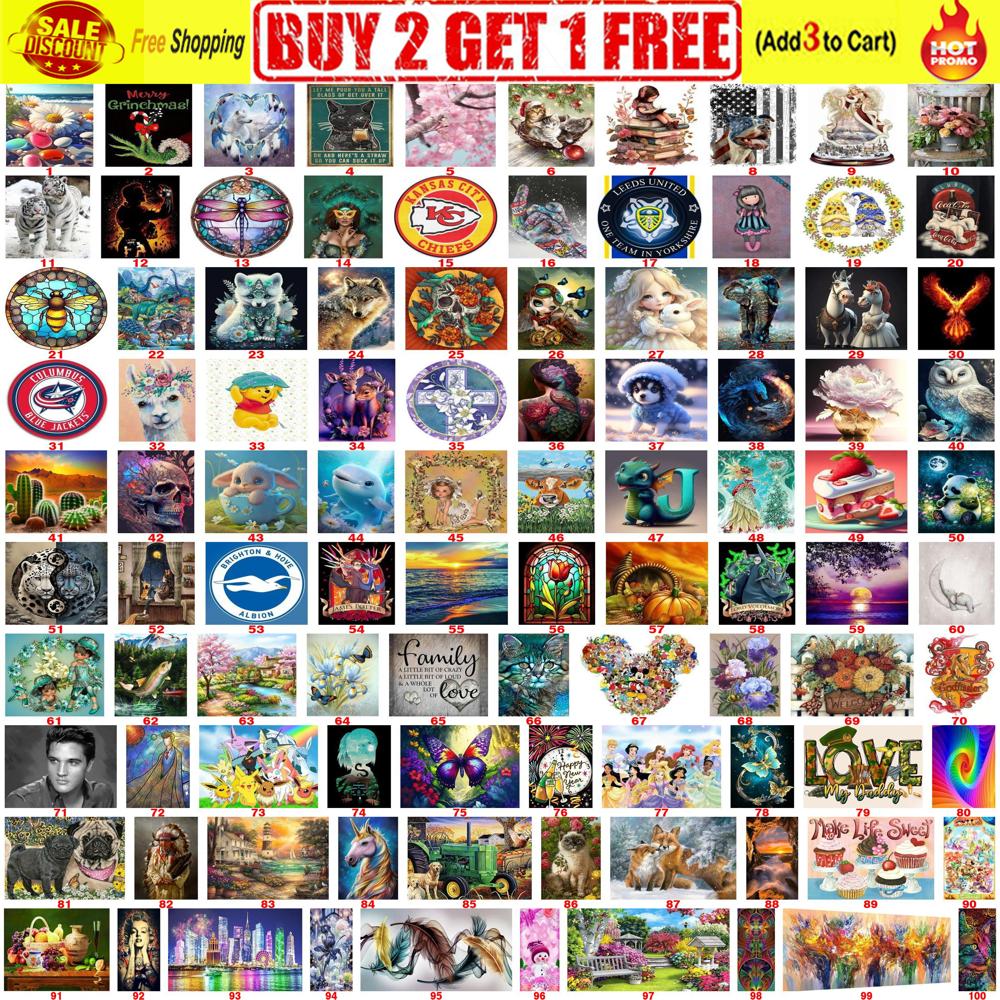 SALE
DISCOUNT
Free Shopping
BUY 2 GET 1 FREE
(Add 3 to Cart)
HOT
PROMO
Merry
Grinchmas!
LET ME POUR YOU A TALL
GLASS OF GET OVER IT
OH AND HERE'S A STRAW
SO YOU CAN SUCK IT UP
1 2 3 4 5 6 7 8 9 10
KANSAS CITY
KC
CHIEFS
LEEDS UNITED
ONE TEAM IN YORKSHIRE
Coca-Cola
11 12 13 14 15 16 17 18 19 20
21 22 23 24 25 26 27 28 29 30
COLUMBUS
BLUE JACKETS
31 32 33 34 35 36 37 38 39 40
J
41 42 43 44 45 46 47 48 49 50
BRIGHTON & HOVE
ALBION
51 52 53 54 55 56 57 58 59 60
Family
A LITTLE BIT OF CRAZY
A LITTLE BIT OF LOUD
& A WHOLE
LOT
OF love
WELCOME
61 62 63 64 65 66 67 68 69 70
Happy
New
Year
LOVE
My Daddy
71 72 73 74 75 76 77 78 79 80
Make Life Sweet
81 82 83 84 85 86 87 88 89 90
91 92 93 94 95 96 97 98 99 100